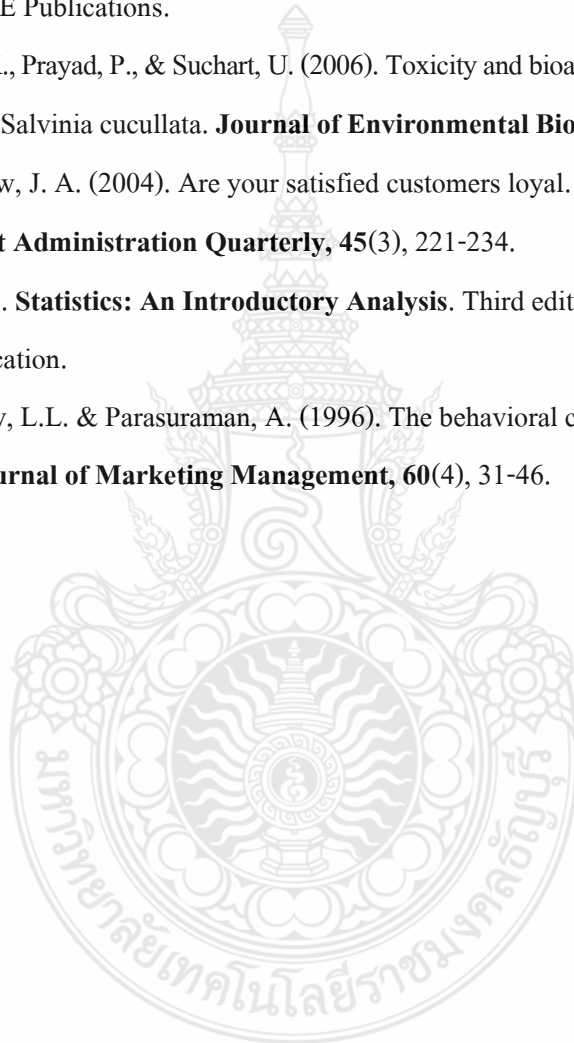 E Publications.
., Prayad, P., & Suchart, U. (2006). Toxicity and bioa
Salvinia cucullata. Journal of Environmental Bio
w, J. A. (2004). Are your satisfied customers loyal.
t Administration Quarterly, 45(3), 221-234.
. Statistics: An Introductory Analysis. Third edit
cation.
y, L.L. & Parasuraman, A. (1996). The behavioral c
urnal of Marketing Management, 60(4), 31-46.
มหาวิทยาลัยเทคโนโลยีราชมงคลธัญบุรี